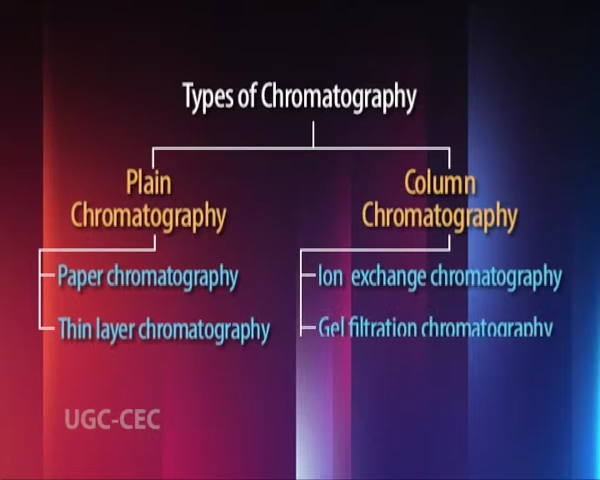 Types of Chromatography
Plain
Chromatography
Column
Chromatography
Paper chromatography
Thin layer chromatography
Ion exchange chromatography
Gel filtration chromatography
UGC-CEC